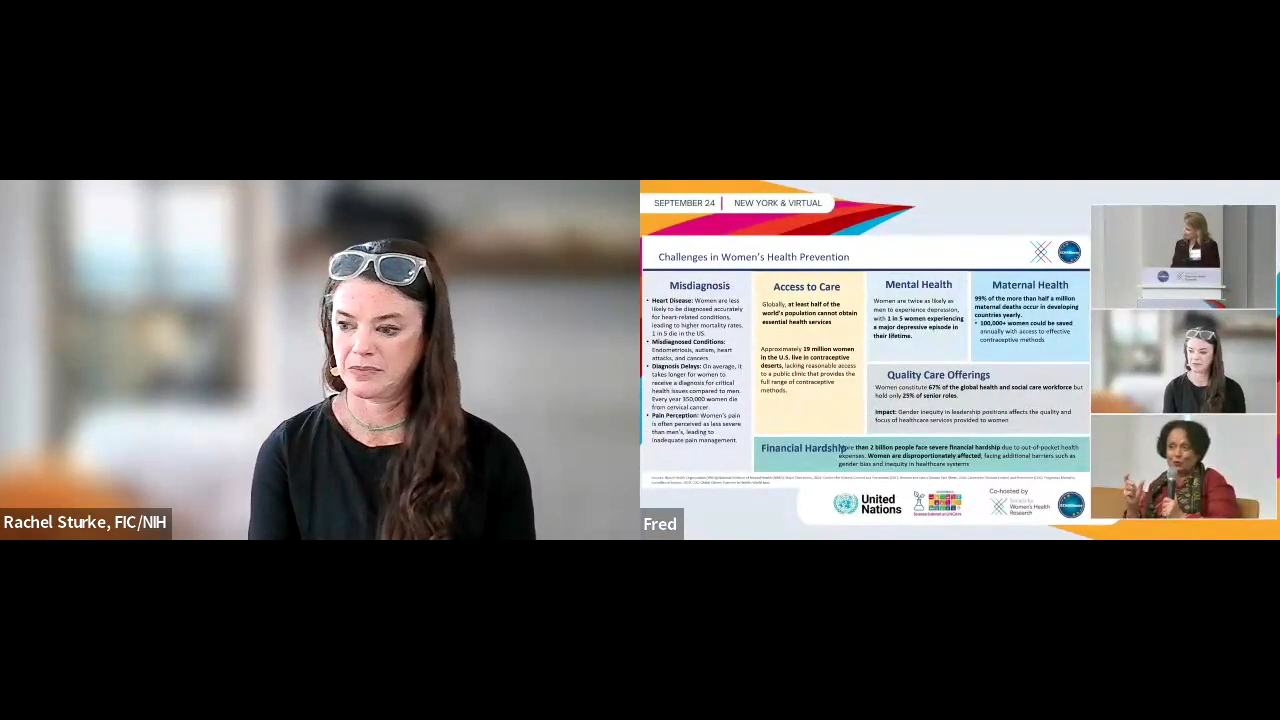 SEPTEMBER 24 | NEW YORK & VIRTUAL
Challenges in Women's Health Prevention
Misdiagnosis
• Heart Disease: Women are less
likely to be diagnosed accurately
for heart-related conditions,
leading to higher mortality rates.
1 in 5 die in the US.
• Misdiagnosed Conditions:
Endometriosis, autism, heart
attacks, and cancers
• Diagnosis Delays: On average, it
takes longer for women to
receive a diagnosis for critical
health issues compared to men.
Every year 350,000 women die
from cervical cancer.
• Pain Perception: Women's pain
is often perceived as less severe
than men's, leading to
inadequate pain management.
Access to Care
Globally, at least half of the
world's population cannot obtain
essential health services
Approximately 19 million women
in the U.S. live in contraceptive
deserts, lacking reasonable access
to a public clinic that provides the
full range of contraceptive
methods.
Mental Health
Women are twice as likely as
men to experience depression,
with 1 in 5 women experiencing
a major depressive episode in
their lifetime.
Maternal Health
99% of the more than half a million
maternal deaths occur in developing
countries yearly.
• 100,000+ women could be saved
annually with access to effective
contraceptive methods
Quality Care Offerings
Women constitute 67% of the global health and social care workforce but
hold only 25% of senior roles.
Impact: Gender inequity in leadership positions affects the quality and
focus of healthcare services provided to women
Financial Hardship
More than 2 billion people face severe financial hardship due to out-of-pocket health
expenses. Women are disproportionately affected, facing additional barriers such as
gender bias and inequity in healthcare systems
United
Nations
Co-hosted by
Society for
Women's Health
Research
Rachel Sturke, FIC/NIH
Fred